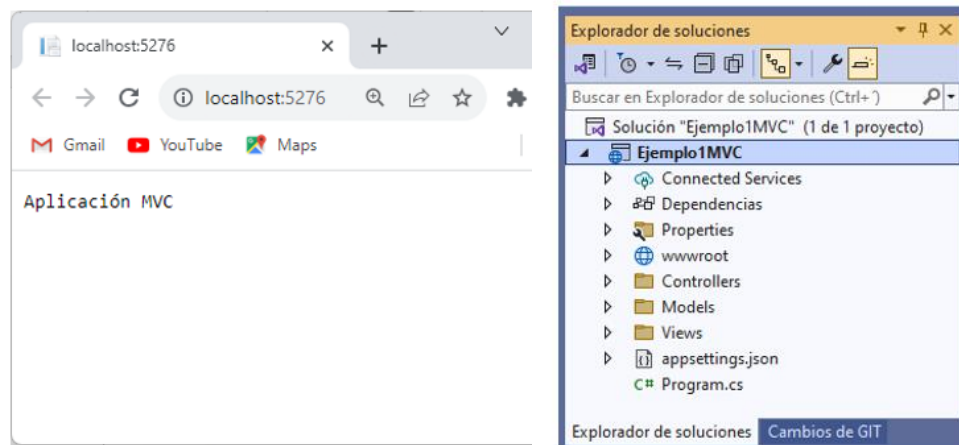 localhost:5276
localhost:5276
Gmail YouTube Maps
Aplicación MVC
Explorador de soluciones
Buscar en Explorador de soluciones (Ctrl+´)
Solución "Ejemplo1MVC" (1 de 1 proyecto)
Ejemplo1MVC
Connected Services
Dependencias
Properties
wwwroot
Controllers
Models
Views
appsettings.json
C# Program.cs
Explorador de soluciones Cambios de GIT